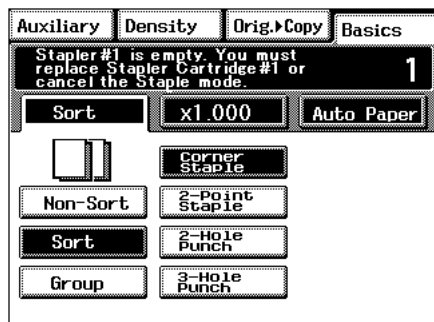 Auxiliary Density Orig.▸Copy Basics
Stapler#1 is empty. You must
replace Stapler Cartridge#1 or
cancel the Staple mode.
1
Sort x1.000 Auto Paper
Corner
Staple
Non-Sort
2-Point
Staple
Sort
2-Hole
Punch
Group
3-Hole
Punch